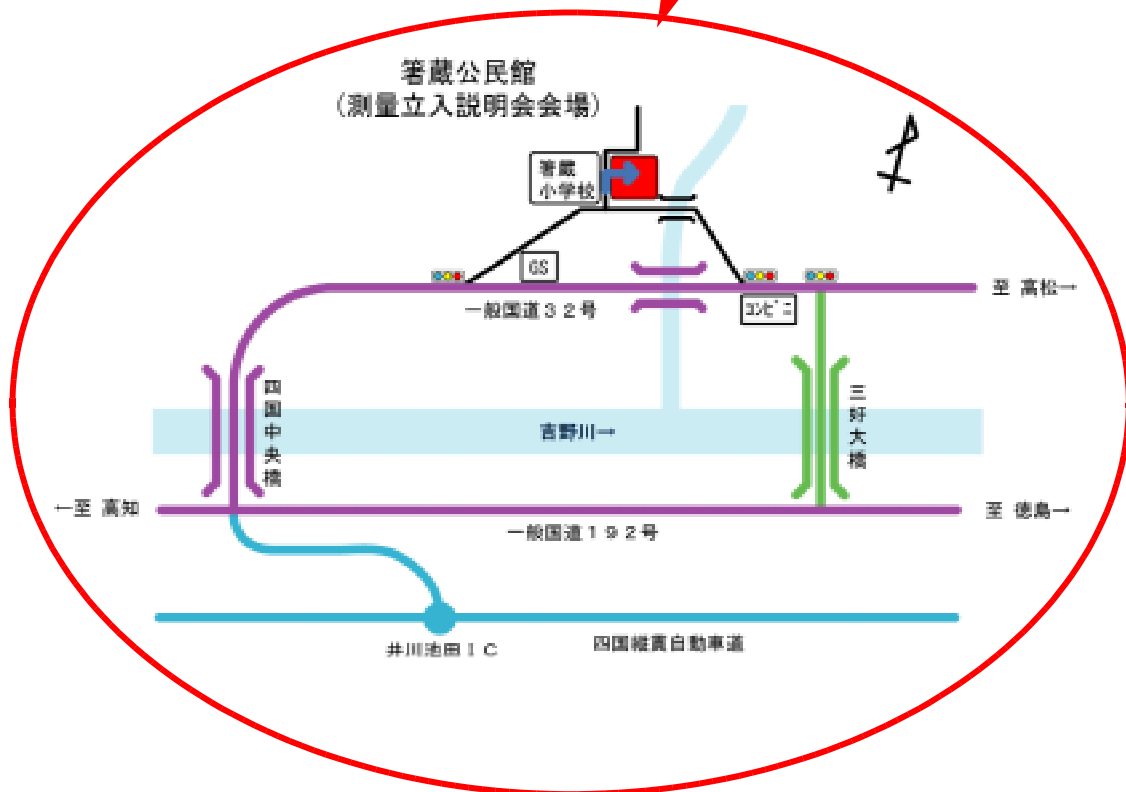 箸蔵公民館
(測量立入説明会会場)
箸蔵
小学校
GS
至 高松→
一般国道32号
コンビニ
四国中央橋
三好大橋
吉野川→
←至 高知
至 徳島→
一般国道192号
井川池田IC
四国縦貫自動車道